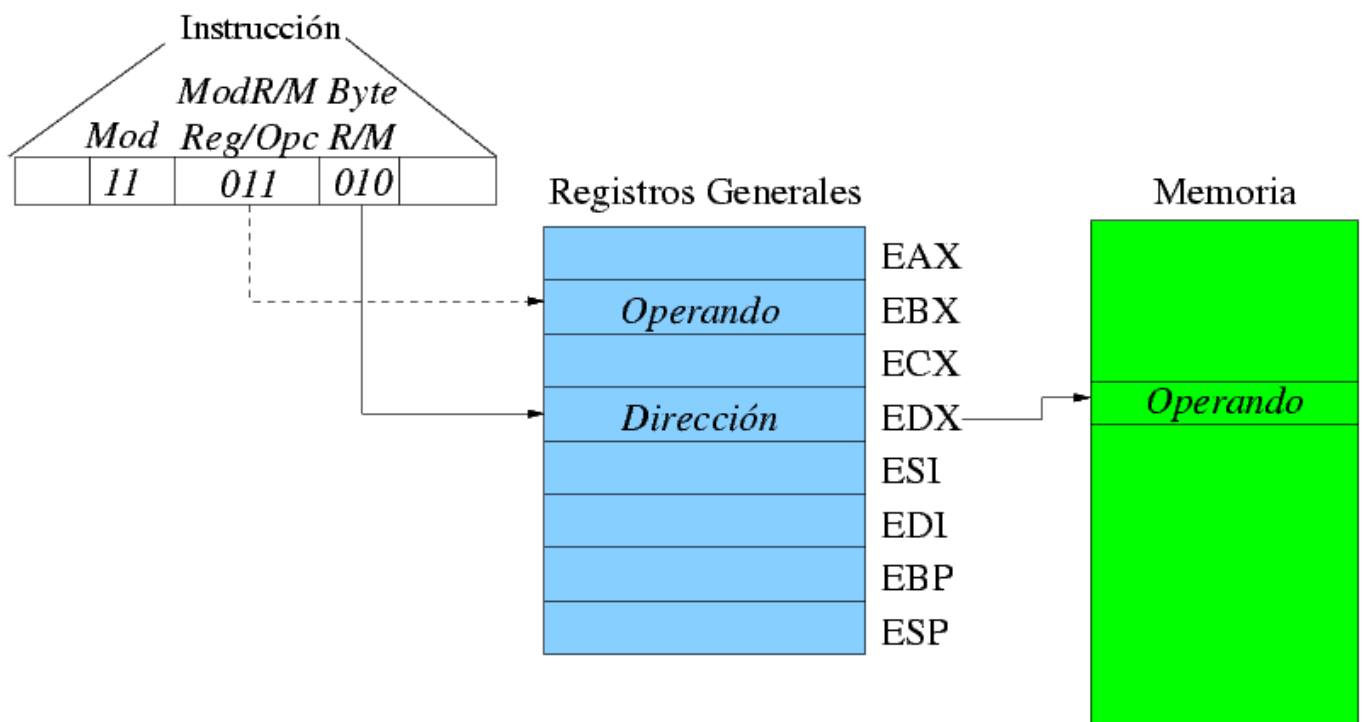 Instrucción
ModR/M Byte
Mod Reg/Opc R/M
11 011 010
Registros Generales
Memoria
EAX
Operando EBX
ECX
Dirección EDX
Operando
ESI
EDI
EBP
ESP